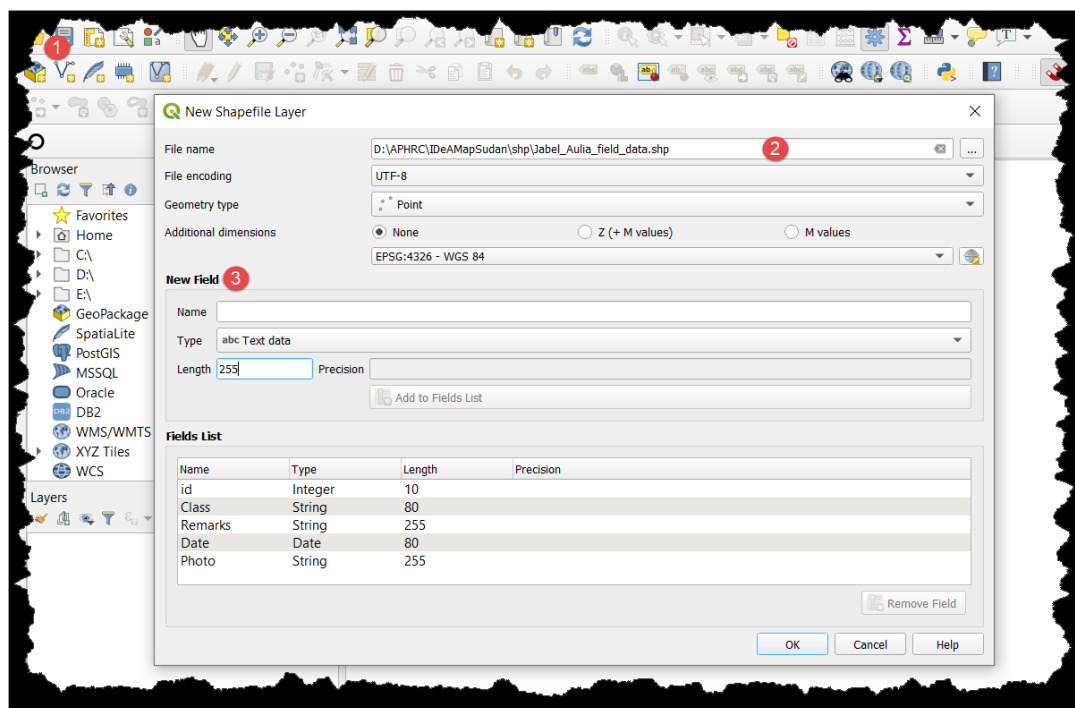 1
New Shapefile Layer
File name D:\APHRC\IDeAMapSudan\shp\Jabel_Aulia_field_data.shp 2 ...
File encoding UTF-8
Geometry type Point
Additional dimensions None Z (+ M values) M values
EPSG:4326 - WGS 84
New Field 3
Name
Type abc Text data
Length 255 Precision
Add to Fields List
Fields List
Name Type Length Precision
id Integer 10
Class String 80
Remarks String 255
Date Date 80
Photo String 255
Remove Field
OK Cancel Help
Browser
Favorites
Home
C:\
D:\
E:\
GeoPackage
SpatiaLite
PostGIS
MSSQL
Oracle
DB2 DB2
WMS/WMTS
XYZ Tiles
WCS
Layers